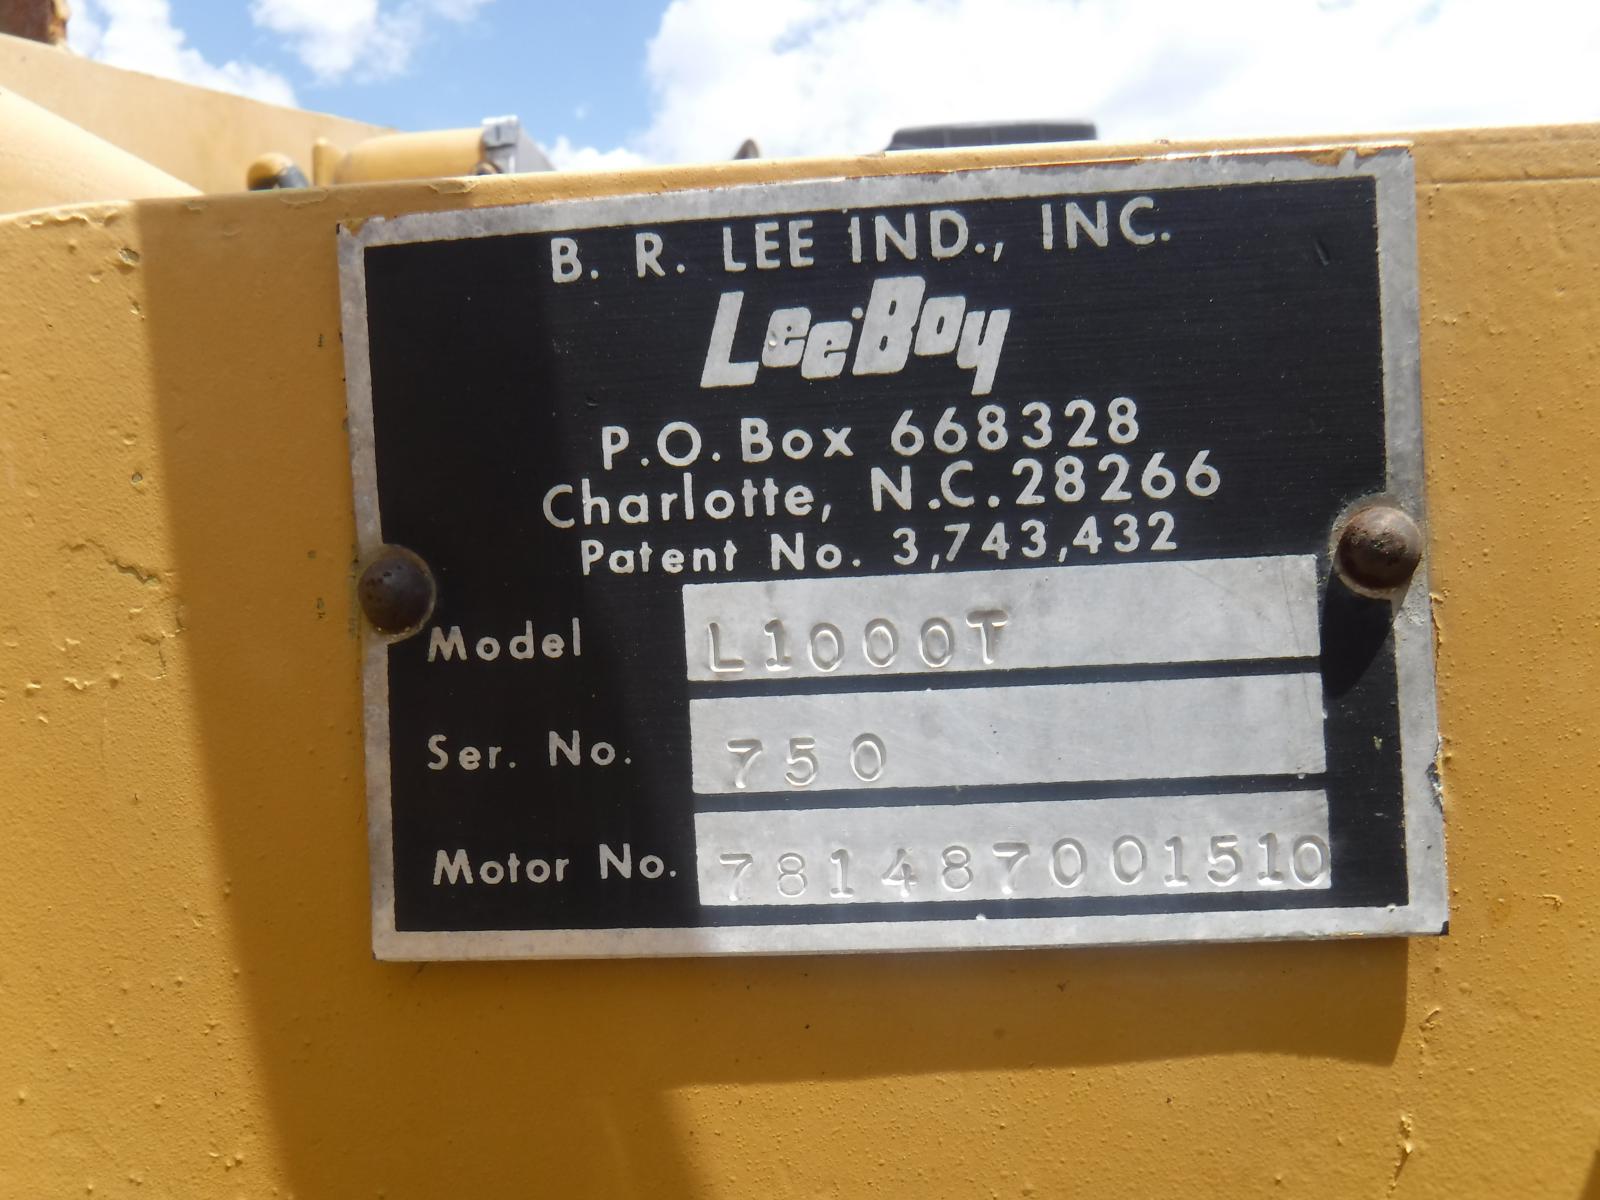 B. R. LEE IND., INC.
LeeBoy
P.O. Box 668328
Charlotte, N.C. 28266
Patent No. 3,743,432
Model L1000T
Ser. No. 750
Motor No. 781487001510